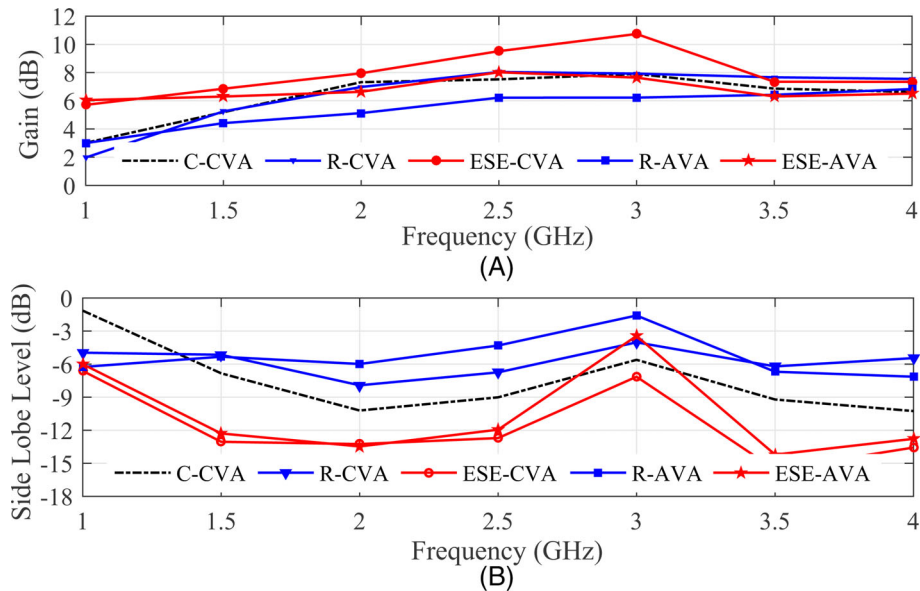 12
10
8
6
4
2
0
Gain (dB)
C-CVA R-CVA ESE-CVA R-AVA ESE-AVA
1 1.5 2 2.5 3 3.5 4
Frequency (GHz)
(A)
0
-3
-6
-9
-12
-15
-18
Side Lobe Level (dB)
C-CVA R-CVA ESE-CVA R-AVA ESE-AVA
1 1.5 2 2.5 3 3.5 4
Frequency (GHz)
(B)